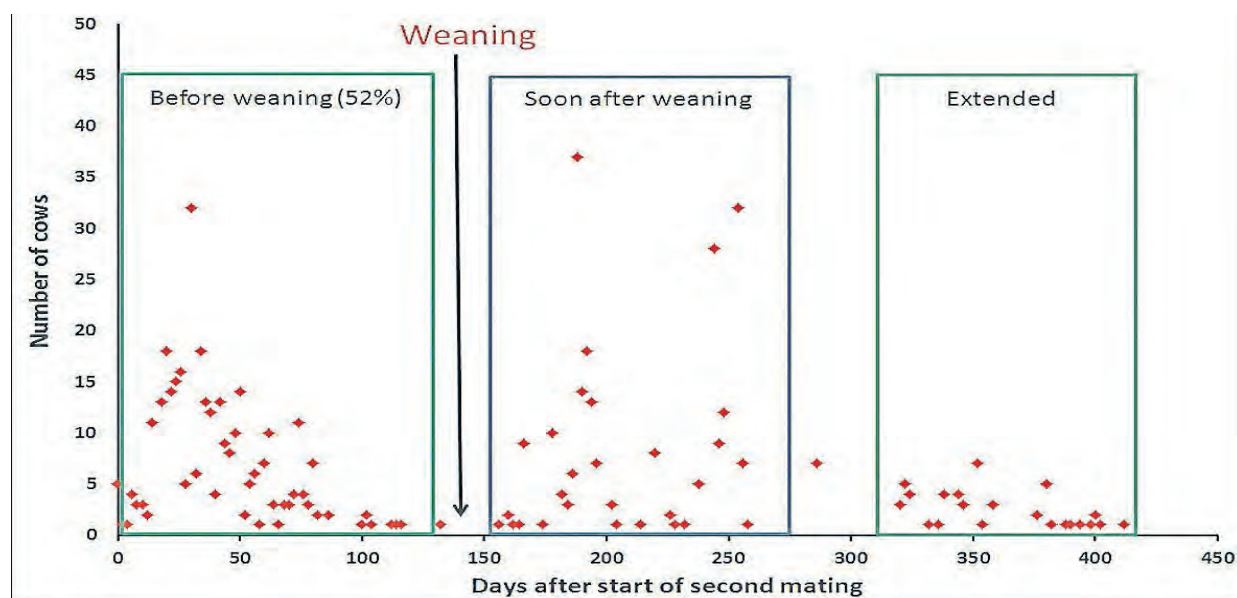 Weaning
Before weaning (52%)
Soon after weaning
Extended
Number of cows
50
45
40
35
30
25
20
15
10
5
0
0 50 100 150 200 250 300 350 400 450
Days after start of second mating